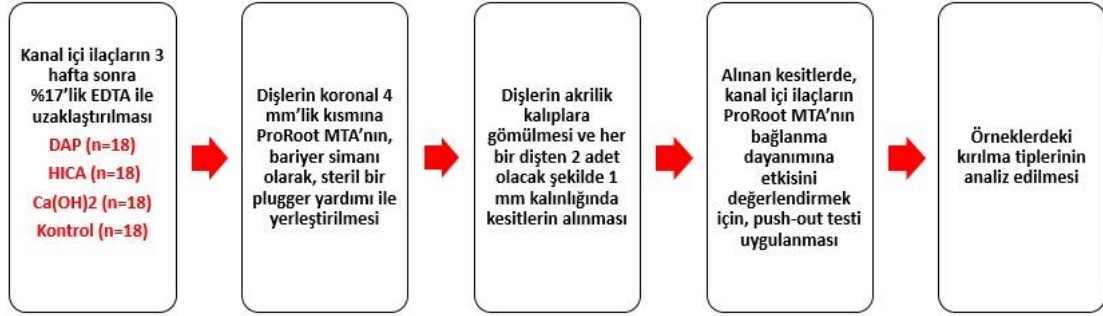 Kanal içi ilaçların 3
hafta sonra
%17'lik EDTA ile
uzaklaştırılması
DAP (n=18)
HICA (n=18)
Ca(OH)2 (n=18)
Kontrol (n=18)
Dişlerin koronal 4
mm'lik kısmına
ProRoot MTA'nın,
bariyer simanı
olarak, steril bir
plugger yardımı ile
yerleştirilmesi
Dişlerin akrilik
kalıplara
gömülmesi ve her
bir dişten 2 adet
olacak şekilde 1
mm kalınlığında
kesitlerin alınması
Alınan kesitlerde,
kanal içi ilaçların
ProRoot MTA'nın
bağlanma
dayanımına
etkisini
değerlendirmek
için, push-out testi
uygulanması
Örneklerdeki
kırılma tiplerinin
analiz edilmesi